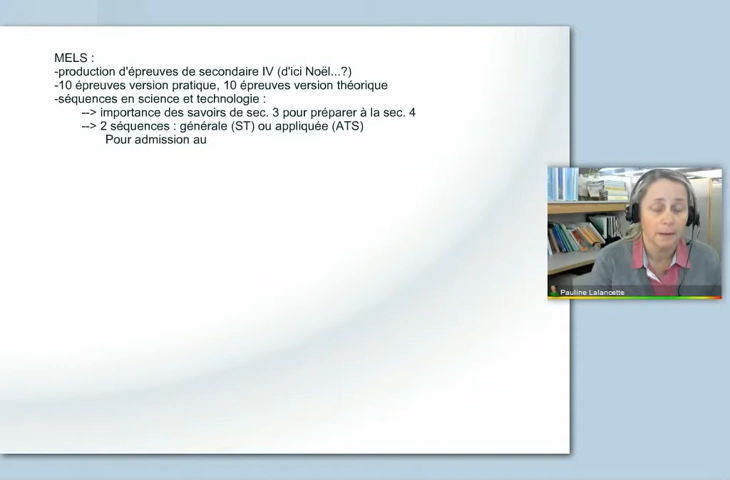 MELS :
-production d'épreuves de secondaire IV (d'ici Noël...?)
-10 épreuves version pratique, 10 épreuves version théorique
-séquences en science et technologie :
--> importance des savoirs de sec. 3 pour préparer à la sec. 4
--> 2 séquences : générale (ST) ou appliquée (ATS)
Pour admission au
Pauline Lalancette